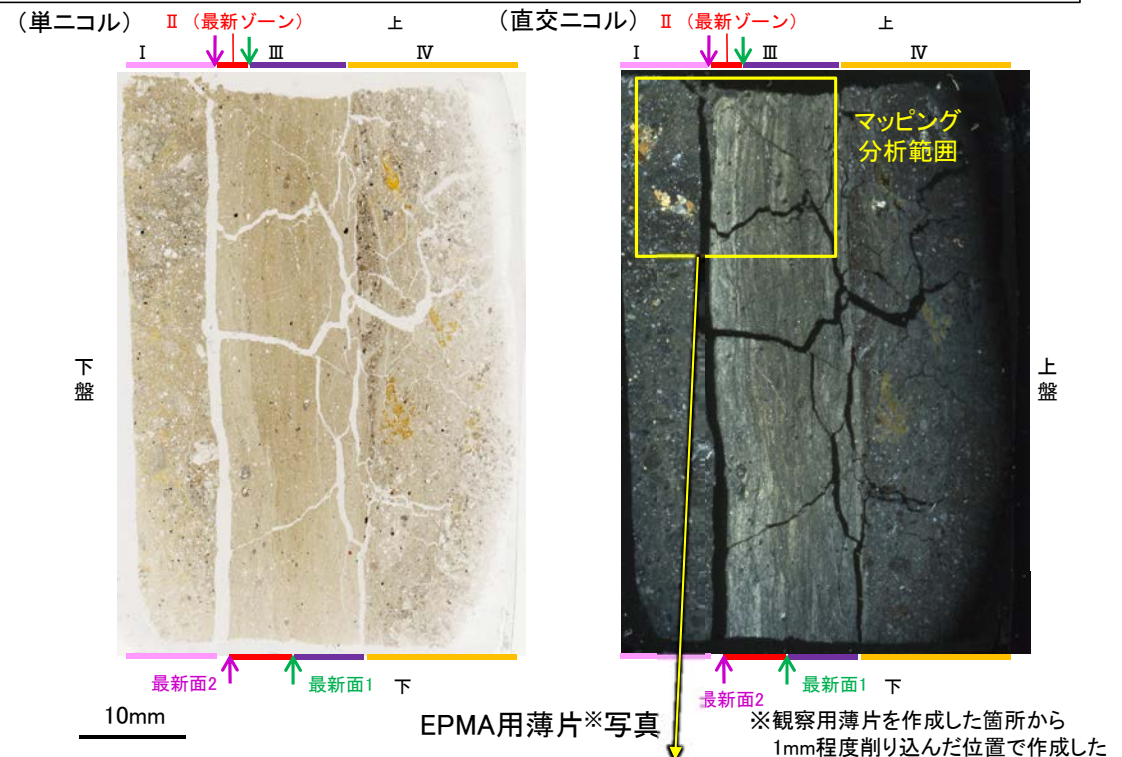 （単ニコル）
Ⅱ（最新ゾーン）
上
Ⅰ
Ⅲ
Ⅳ
（直交ニコル）
Ⅱ（最新ゾーン）
上
Ⅰ
Ⅲ
Ⅳ
マッピング
分析範囲
下
盤
上
盤
最新面2
最新面1
下
最新面2
最新面1
下
10mm
EPMA用薄片※写真
※観察用薄片を作成した箇所から
1mm程度削り込んだ位置で作成した